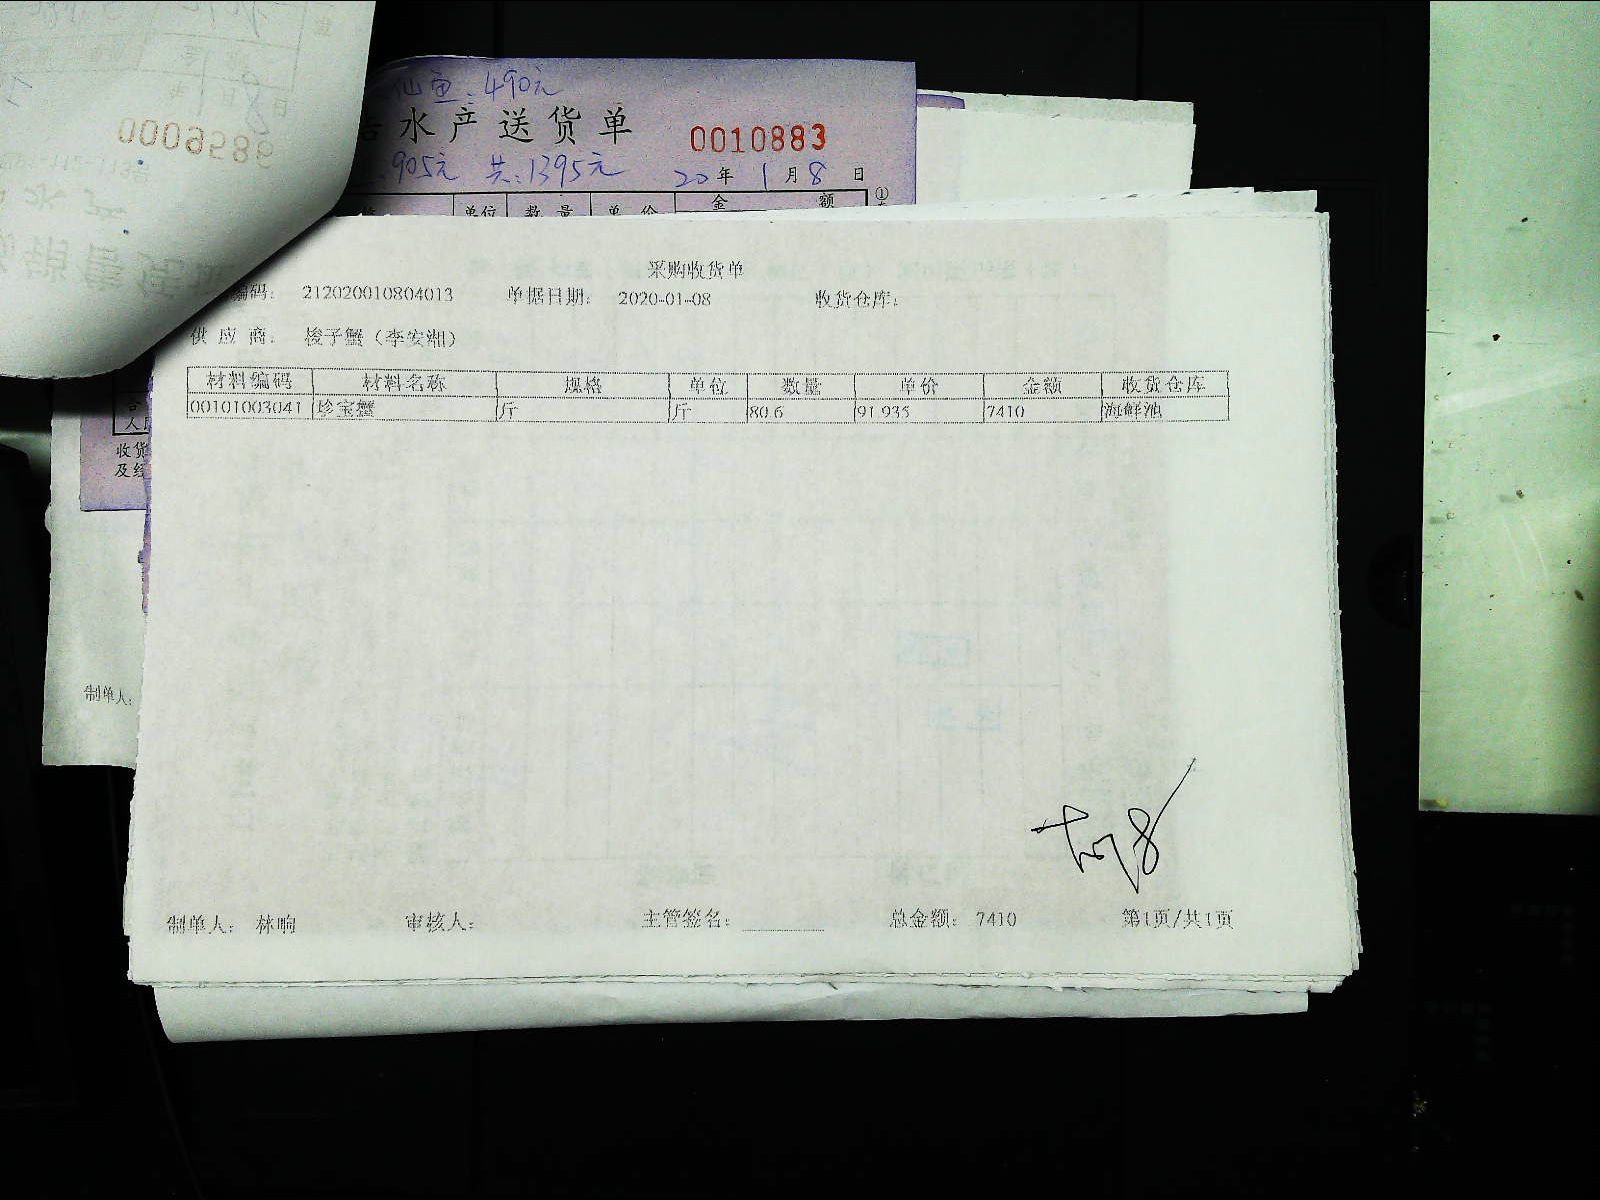 仙鱼:490元
水产送货单 0010883
905元 共:1395元 20年1月8日
单位 数量 单价 金额
0009589
采购收货单
编码: 212020010804013 单据日期: 2020-01-08 收货仓库:
供应商: 梭子蟹(李安湘)
材料编码 材料名称 规格 单位 数量 单价 金额 收货仓库
00101003041 珍宝蟹 斤 斤 80.6 91.935 7410 海鲜池
收货
及经
制单人:
制单人: 林响 审核人: 主管签名: 总金额: 7410 第1页/共1页